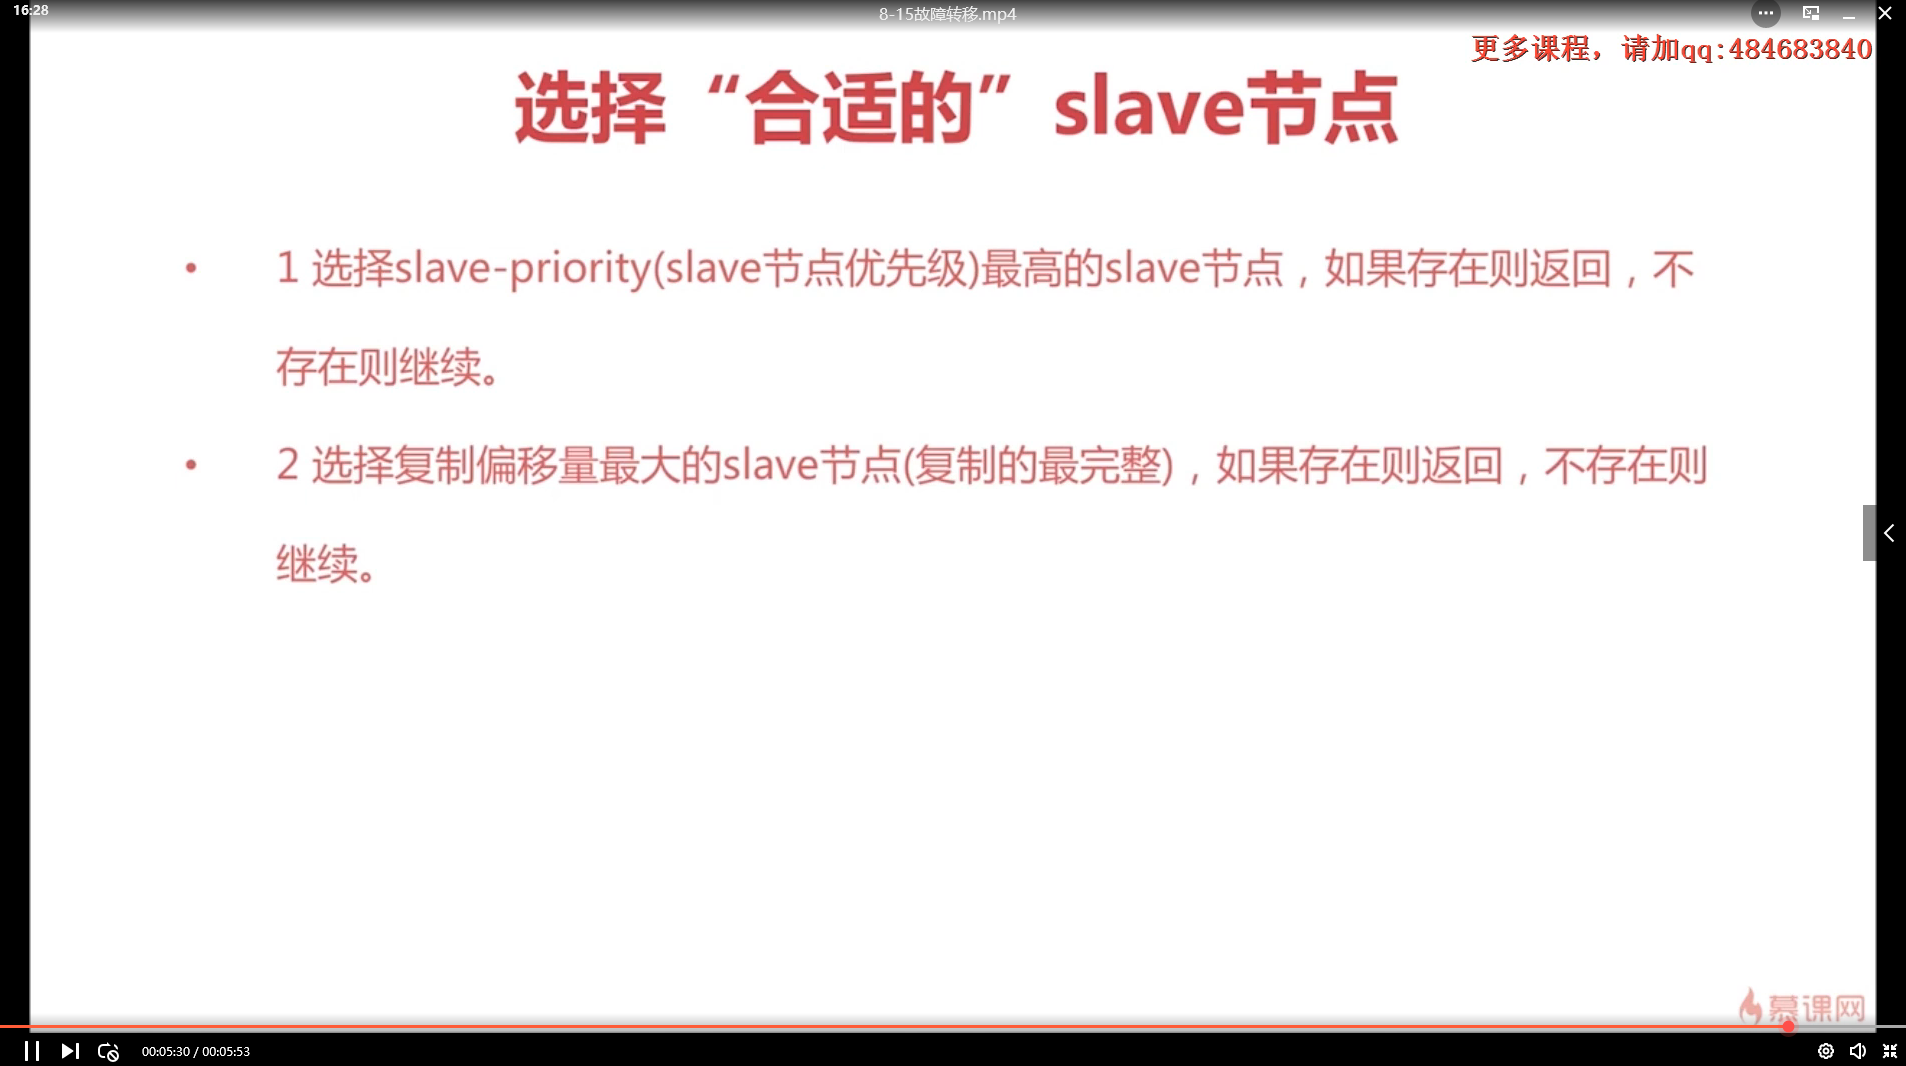 16:28
8-15故障转移.mp4
更多课程，请加qq:484683840
选择“合适的”slave节点
• 1 选择slave-priority(slave节点优先级)最高的slave节点，如果存在则返回，不
存在则继续。
• 2 选择复制偏移量最大的slave节点(复制的最完整)，如果存在则返回，不存在则
继续。
慕课网
00:05:30 / 00:05:53